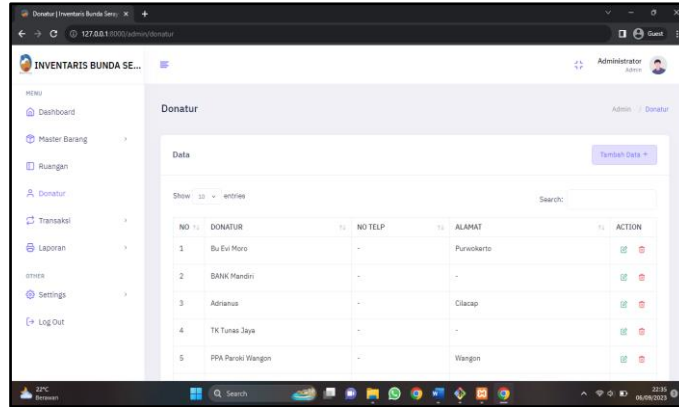 Donatur | Inventaris Bunda Seraj
127.0.0.1:8000/admin/donatur
Guest
INVENTARIS BUNDA SE...
Administrator
Admin
MENU
Dashboard
Master Barang
Ruangan
Donatur
Transaksi
Laporan
OTHER
Settings
Log Out
Donatur
Admin / Donatur
Data
Tambah Data +
Show 10 entries
Search:
NO DONATUR NO TELP ALAMAT ACTION
1 Bu Evi Moro - Purwokerto
2 BANK Mandiri - -
3 Adrianus - Cilacap
4 TK Tunas Jaya - -
5 PPA Paroki Wangon - Wangon
22°C
Berawan
Search
22:35
06/09/2023